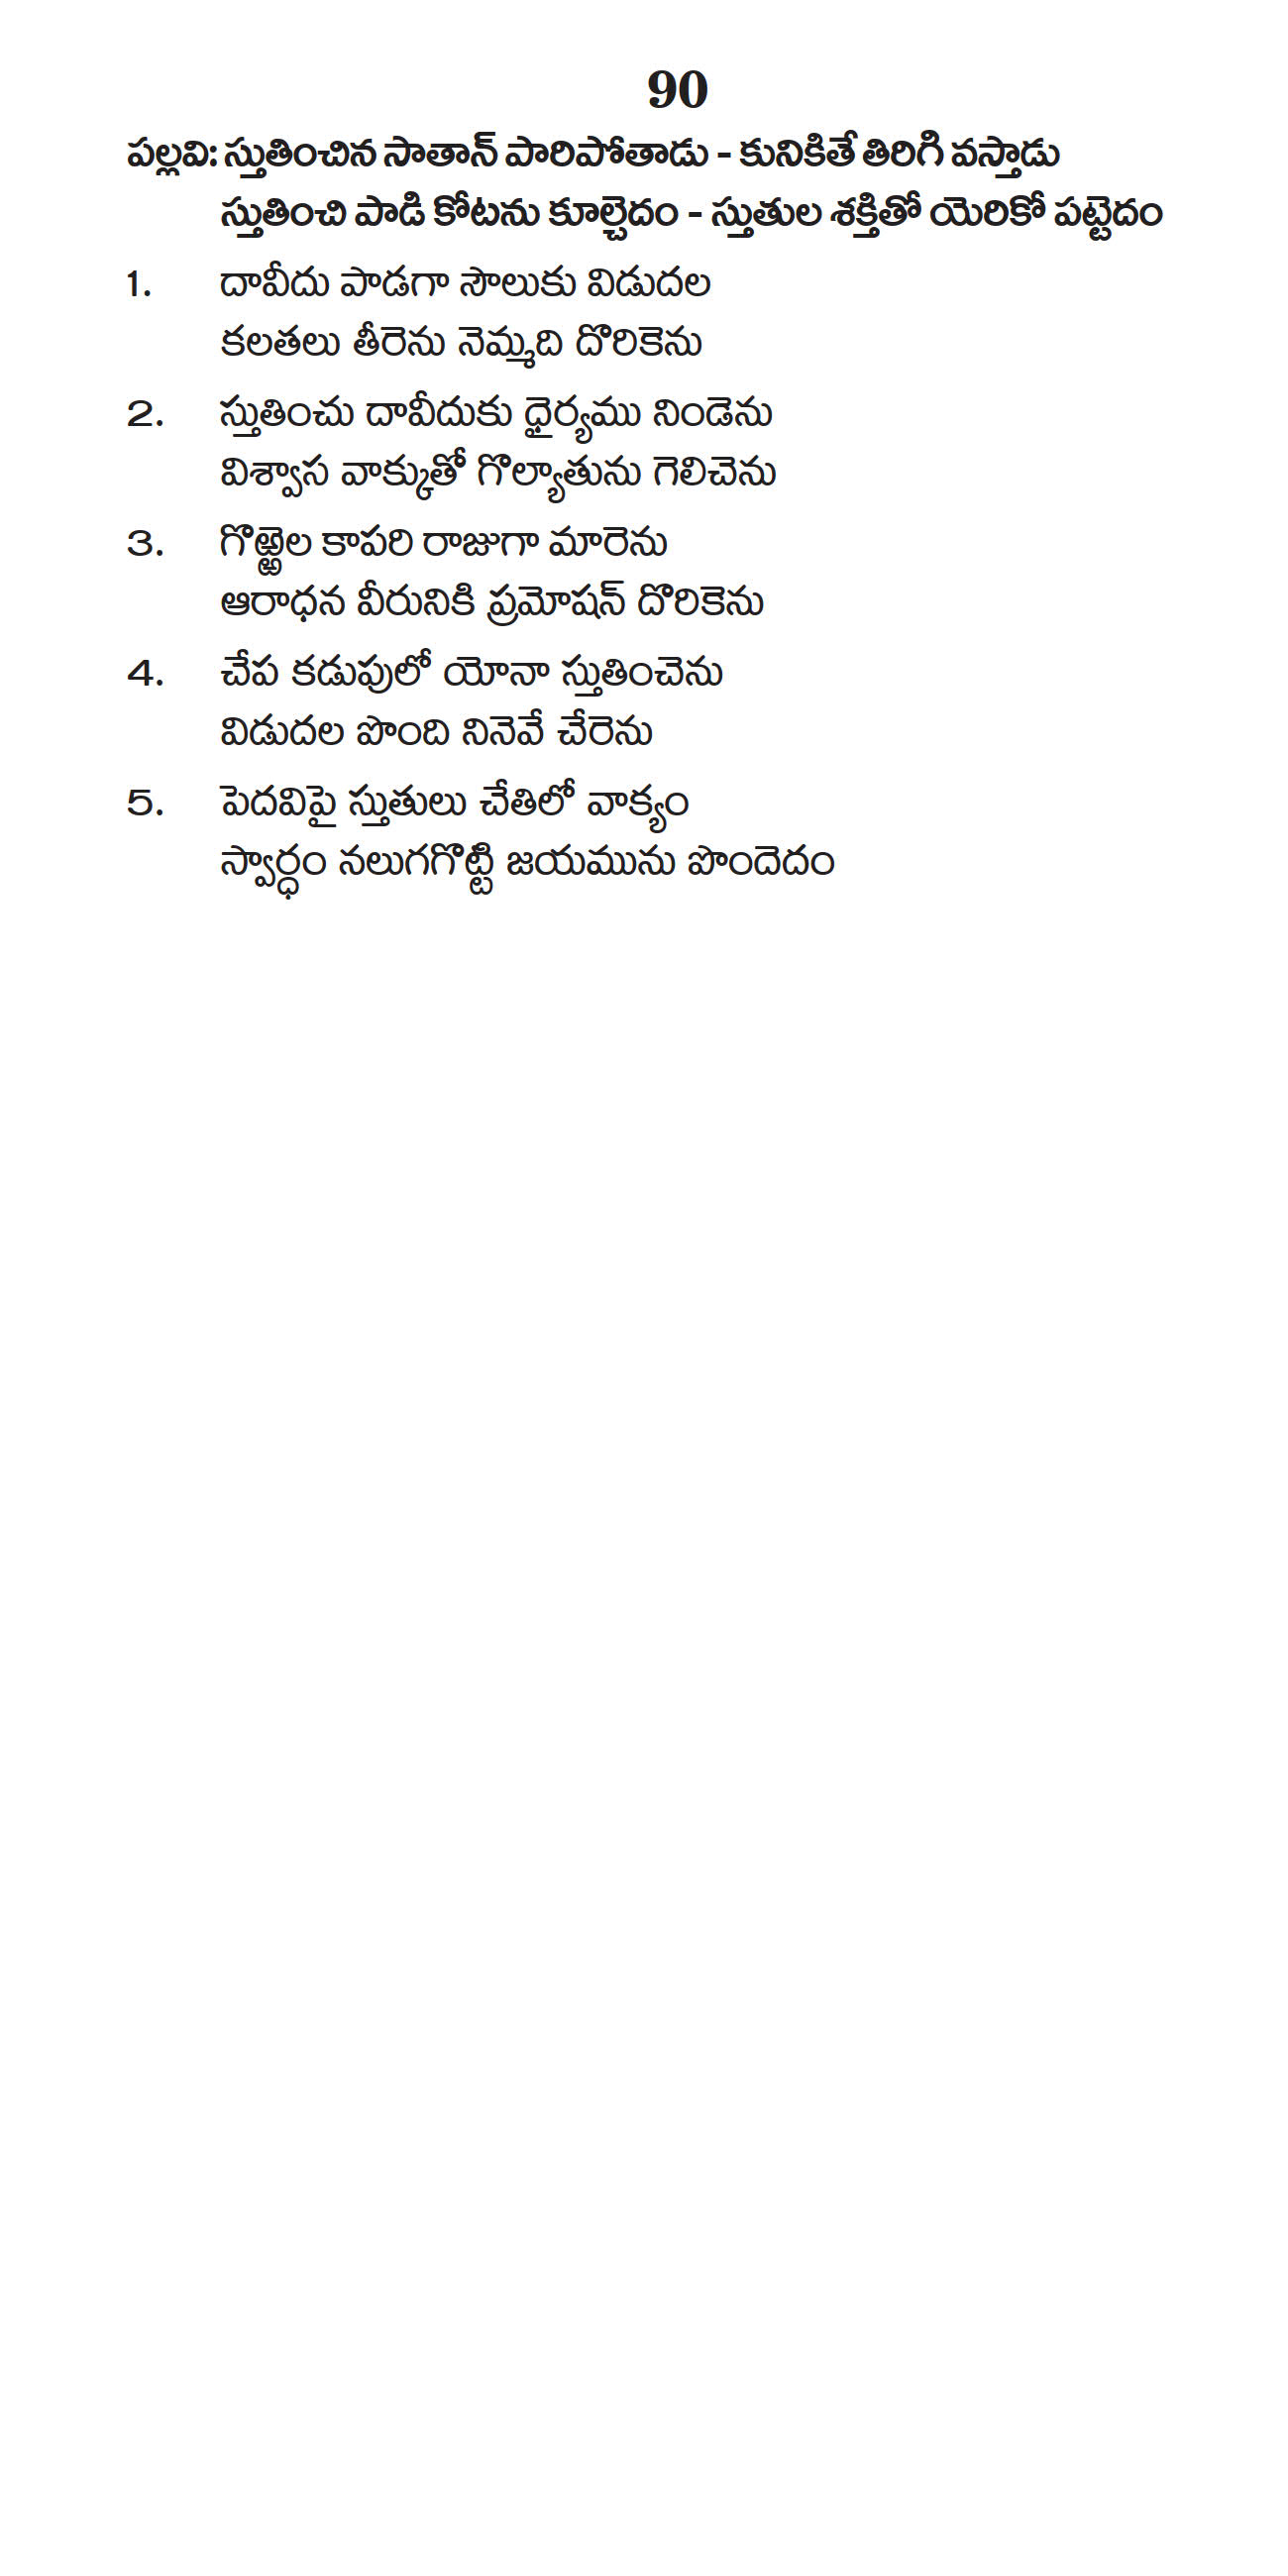 90
పల్లవి: స్తుతించిన సాతాన్ పారిపోతాడు - కునికితే తిరిగి వస్తాడు
స్తుతించి పాడి కోటను కూల్చెదం - స్తుతుల శక్తితో యెరికో పట్టెదం
1. దావీదు పాడగా సౌలుకు విడుదల
కలతలు తీరెను నెమ్మది దొరికెను
2. స్తుతించు దావీదుకు ధైర్యము నిండెను
విశ్వాస వాక్కుతో గొల్యాతును గెలిచెను
3. గొఱ్ఱెల కాపరి రాజుగా మారెను
ఆరాధన వీరునికి ప్రమోషన్ దొరికెను
4. చేప కడుపులో యోనా స్తుతించెను
విడుదల పొంది నినెవే చేరెను
5. పెదవిపై స్తుతులు చేతిలో వాక్యం
స్వార్ధం నలుగగొట్టి జయమును పొందెదం